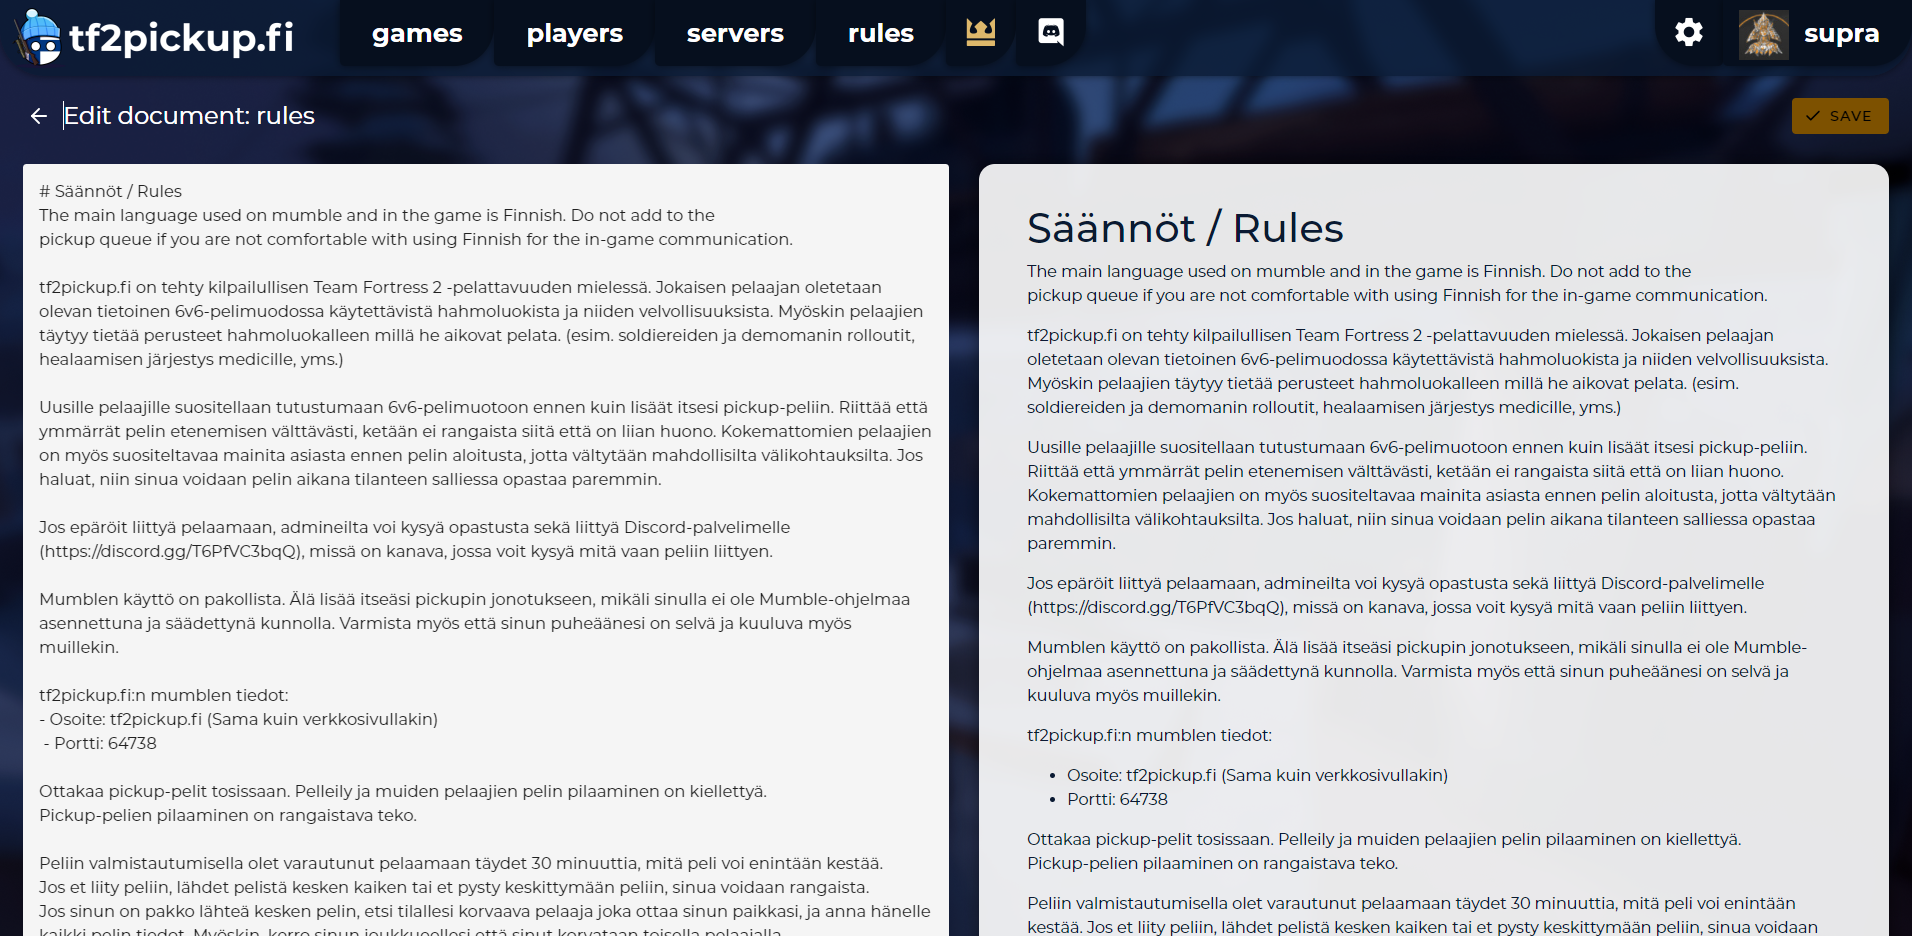 tf2pickup.fi
games
players
servers
rules
supra
Edit document: rules
SAVE
# Säännöt / Rules
The main language used on mumble and in the game is Finnish. Do not add to the
pickup queue if you are not comfortable with using Finnish for the in-game communication.
tf2pickup.fi on tehty kilpailullisen Team Fortress 2 -pelattavuuden mielessä. Jokaisen pelaajan oletetaan
olevan tietoinen 6v6-pelimuodossa käytettävistä hahmoluokista ja niiden velvollisuuksista. Myöskin pelaajien
täytyy tietää perusteet hahmoluokalleen millä he aikovat pelata. (esim. soldiereiden ja demomanin rolloutit,
healaamisen järjestys medicille, yms.)
Uusille pelaajille suositellaan tutustumaan 6v6-pelimuotoon ennen kuin lisäät itsesi pickup-peliin. Riittää että
ymmärrät pelin etenemisen välttävästi, ketään ei rangaista siitä että on liian huono. Kokemattomien pelaajien
on myös suositeltavaa mainita asiasta ennen pelin aloitusta, jotta vältytään mahdollisilta välikohtauksilta. Jos
haluat, niin sinua voidaan pelin aikana tilanteen salliessa opastaa paremmin.
Jos epäröit liittyä pelaamaan, admineilta voi kysyä opastusta sekä liittyä Discord-palvelimelle
(https://discord.gg/T6PfVC3bqQ), missä on kanava, jossa voit kysyä mitä vaan peliin liittyen.
Mumblen käyttö on pakollista. Älä lisää itseäsi pickupin jonotukseen, mikäli sinulla ei ole Mumble-ohjelmaa
asennettuna ja säädettynä kunnolla. Varmista myös että sinun puheäänesi on selvä ja kuuluva myös
muillekin.
tf2pickup.fi:n mumblen tiedot:
- Osoite: tf2pickup.fi (Sama kuin verkkosivullakin)
- Portti: 64738
Ottakaa pickup-pelit tosissaan. Pelleily ja muiden pelaajien pelin pilaaminen on kiellettyä.
Pickup-pelien pilaaminen on rangaistava teko.
Peliin valmistautumisella olet varautunut pelaamaan täydet 30 minuuttia, mitä peli voi enintään kestää.
Jos et liity peliin, lähdet pelistä kesken kaiken tai et pysty keskittymään peliin, sinua voidaan rangaista.
Jos sinun on pakko lähteä kesken pelin, etsi tilallesi korvaava pelaaja joka ottaa sinun paikkasi, ja anna hänelle
kaikki pelin tiedot. Myöskin, kerro sinun joukkueellesi että sinut korvataan toisella pelaajalla.
Säännöt / Rules
The main language used on mumble and in the game is Finnish. Do not add to the
pickup queue if you are not comfortable with using Finnish for the in-game communication.
tf2pickup.fi on tehty kilpailullisen Team Fortress 2 -pelattavuuden mielessä. Jokaisen pelaajan
oletetaan olevan tietoinen 6v6-pelimuodossa käytettävistä hahmoluokista ja niiden velvollisuuksista.
Myöskin pelaajien täytyy tietää perusteet hahmoluokalleen millä he aikovat pelata. (esim.
soldiereiden ja demomanin rolloutit, healaamisen järjestys medicille, yms.)
Uusille pelaajille suositellaan tutustumaan 6v6-pelimuotoon ennen kuin lisäät itsesi pickup-peliin.
Riittää että ymmärrät pelin etenemisen välttävästi, ketään ei rangaista siitä että on liian huono.
Kokemattomien pelaajien on myös suositeltavaa mainita asiasta ennen pelin aloitusta, jotta vältytään
mahdollisilta välikohtauksilta. Jos haluat, niin sinua voidaan pelin aikana tilanteen salliessa opastaa
paremmin.
Jos epäröit liittyä pelaamaan, admineilta voi kysyä opastusta sekä liittyä Discord-palvelimelle
(https://discord.gg/T6PfVC3bqQ), missä on kanava, jossa voit kysyä mitä vaan peliin liittyen.
Mumblen käyttö on pakollista. Älä lisää itseäsi pickupin jonotukseen, mikäli sinulla ei ole Mumble-
ohjelmaa asennettuna ja säädettynä kunnolla. Varmista myös että sinun puheäänesi on selvä ja
kuuluva myös muillekin.
tf2pickup.fi:n mumblen tiedot:
• Osoite: tf2pickup.fi (Sama kuin verkkosivullakin)
• Portti: 64738
Ottakaa pickup-pelit tosissaan. Pelleily ja muiden pelaajien pelin pilaaminen on kiellettyä.
Pickup-pelien pilaaminen on rangaistava teko.
Peliin valmistautumisella olet varautunut pelaamaan täydet 30 minuuttia, mitä peli voi enintään
kestää. Jos et liity peliin, lähdet pelistä kesken kaiken tai et pysty keskittymään peliin, sinua voidaan